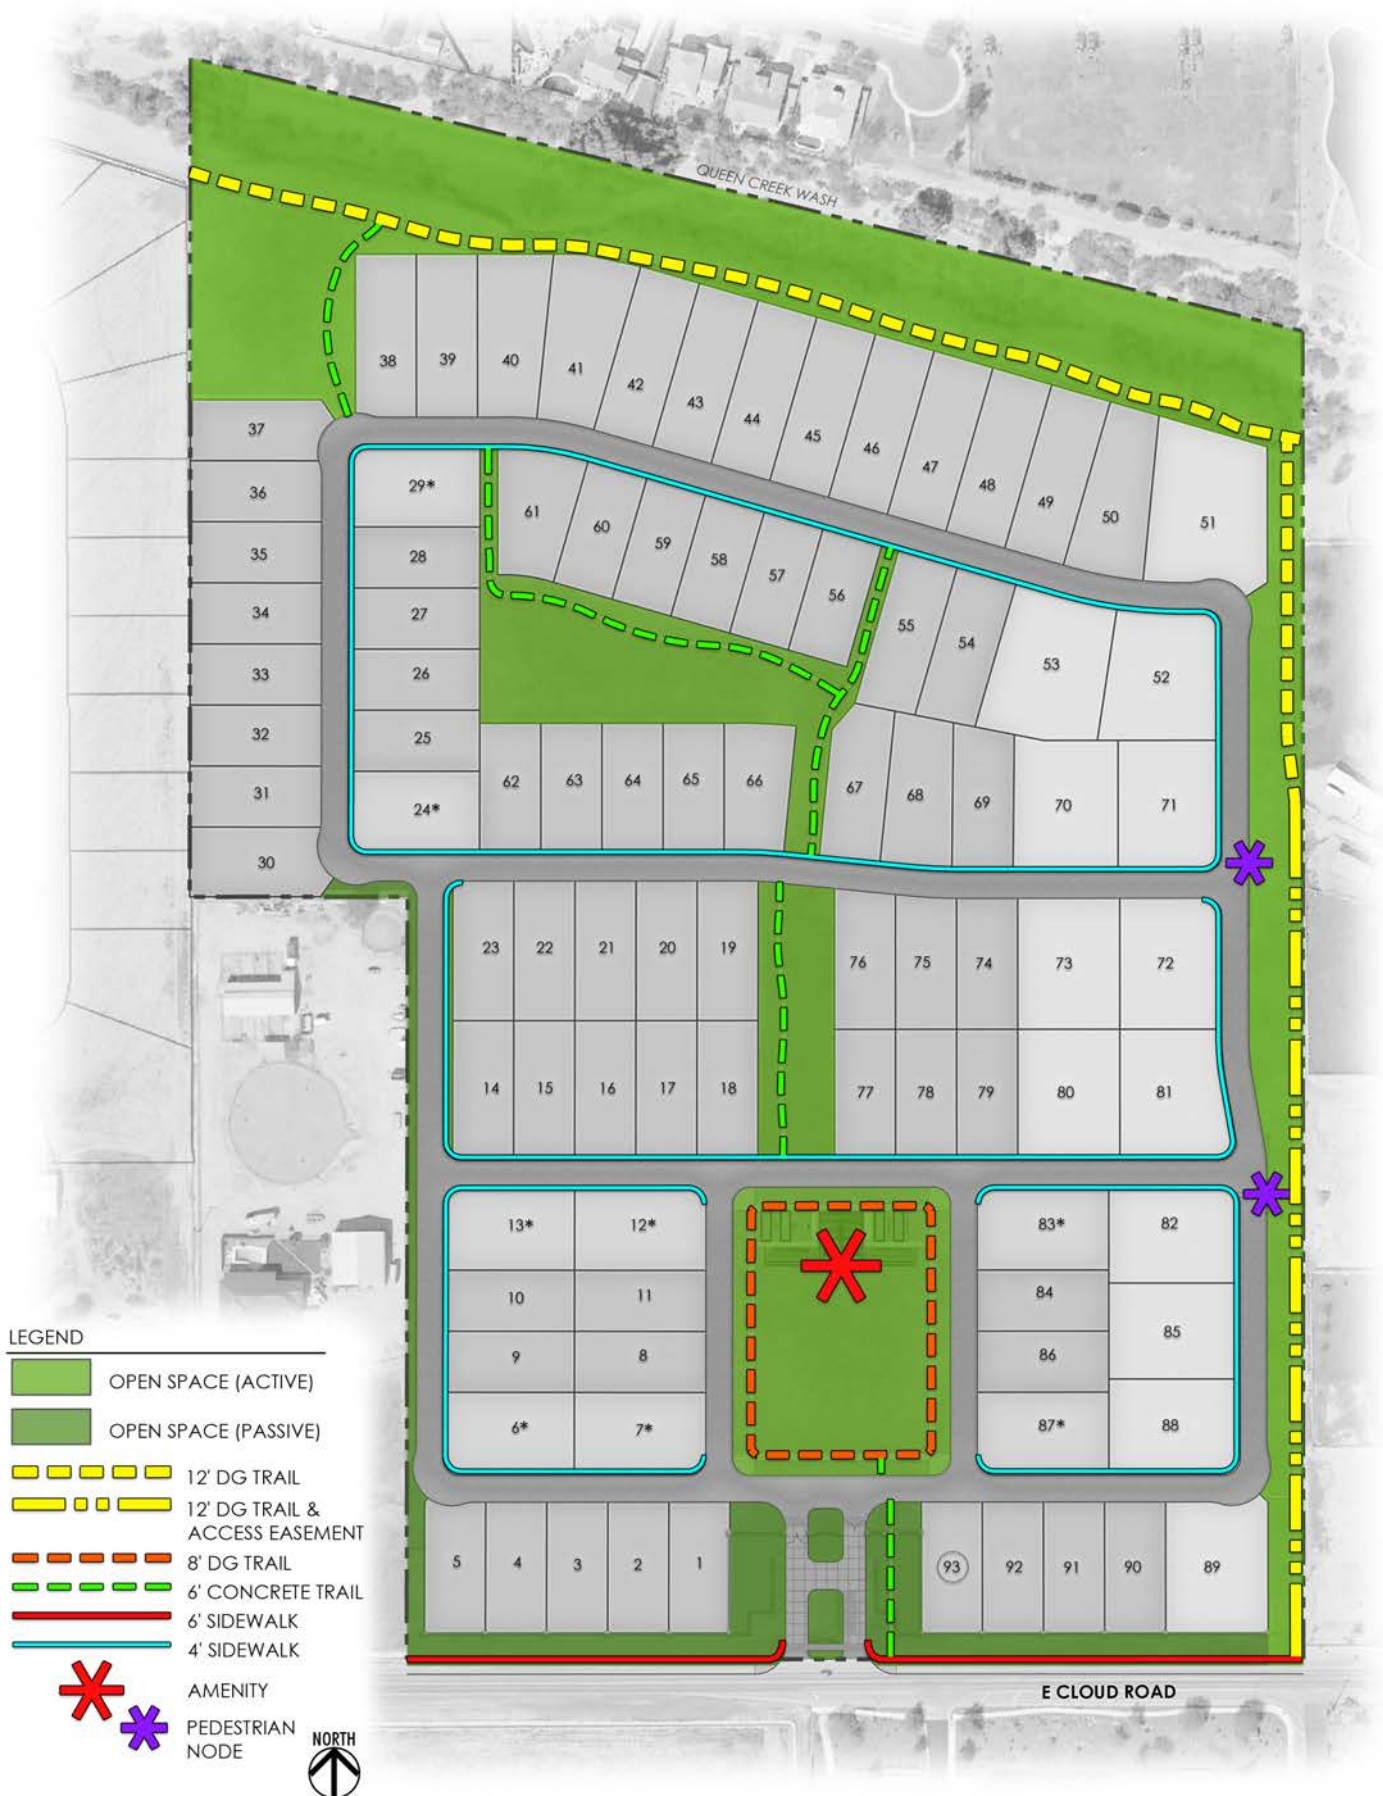 QUEEN CREEK WASH
38 39 40 41 42 43 44 45 46 47 48 49 50 51
37
36
35
34
33
32
31
30
29*
28
27
26
25
24*
61 60 59 58 57 56 55 54 53 52
62 63 64 65 66 67 68 69 70 71
23 22 21 20 19 76 75 74 73 72
14 15 16 17 18 77 78 79 80 81
13* 12* 83* 82
10 11 84
9 8 86 85
6* 7* 87* 88
5 4 3 2 1 93 92 91 90 89
E CLOUD ROAD
LEGEND
OPEN SPACE (ACTIVE)
OPEN SPACE (PASSIVE)
12' DG TRAIL
12' DG TRAIL &
ACCESS EASEMENT
8' DG TRAIL
6' CONCRETE TRAIL
6' SIDEWALK
4' SIDEWALK
AMENITY
PEDESTRIAN
NODE
NORTH